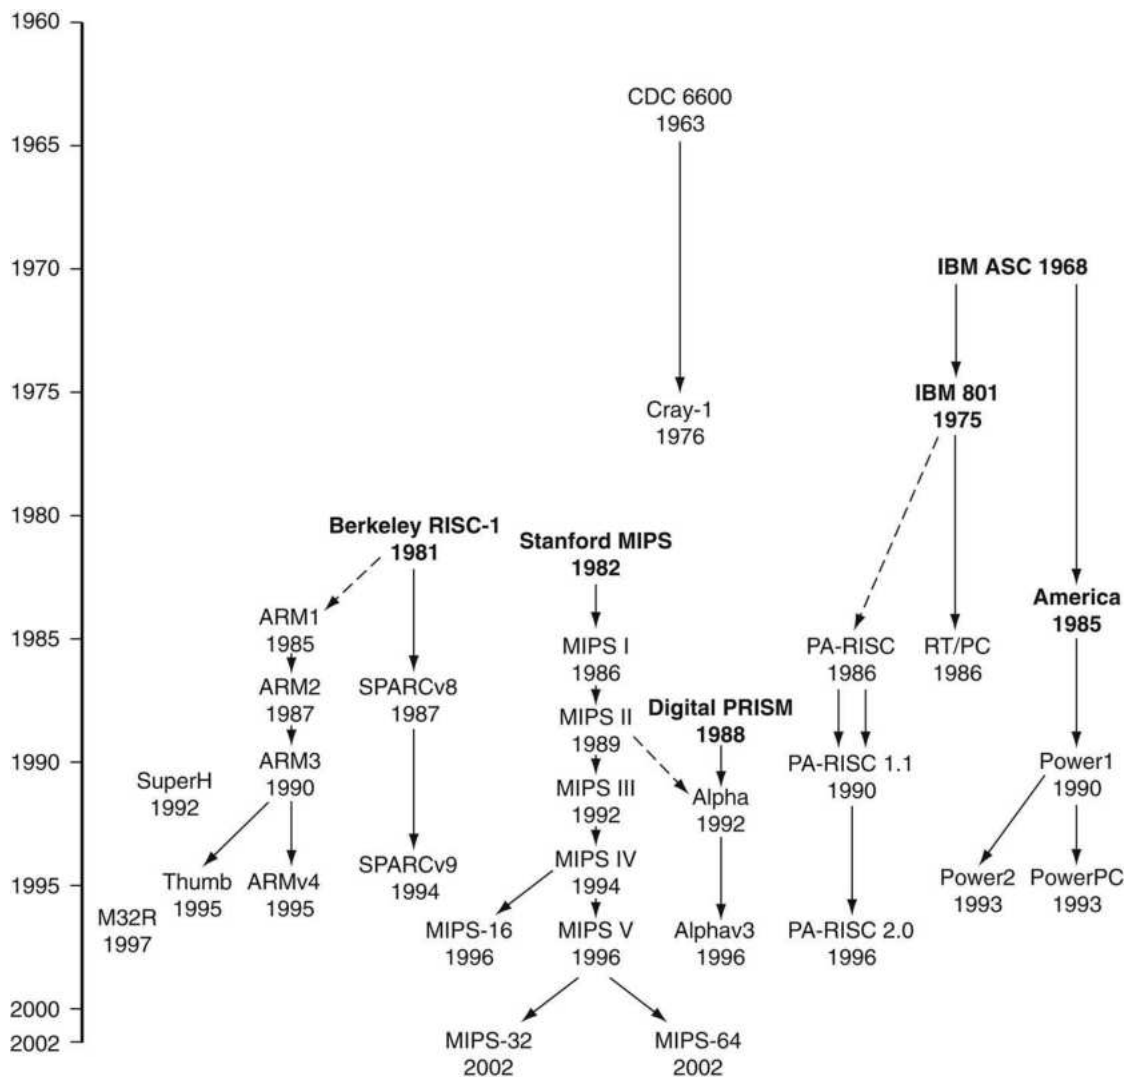 1960
CDC 6600
1963
1965
1970
IBM ASC 1968
1975
IBM 801
1975
Cray-1
1976
1980
Berkeley RISC-1
1981
Stanford MIPS
1982
America
1985
ARM1
1985
1985
MIPS I
1986
PA-RISC
1986
RT/PC
1986
ARM2
1987
SPARCv8
1987
MIPS II
1989
Digital PRISM
1988
1990
ARM3
1990
PA-RISC 1.1
1990
Power1
1990
SuperH
1992
MIPS III
1992
Alpha
1992
SPARCv9
1994
MIPS IV
1994
1995
Thumb
1995
ARMv4
1995
Power2
1993
PowerPC
1993
M32R
1997
MIPS-16
1996
MIPS V
1996
Alphav3
1996
PA-RISC 2.0
1996
2000
2002
MIPS-32
2002
MIPS-64
2002